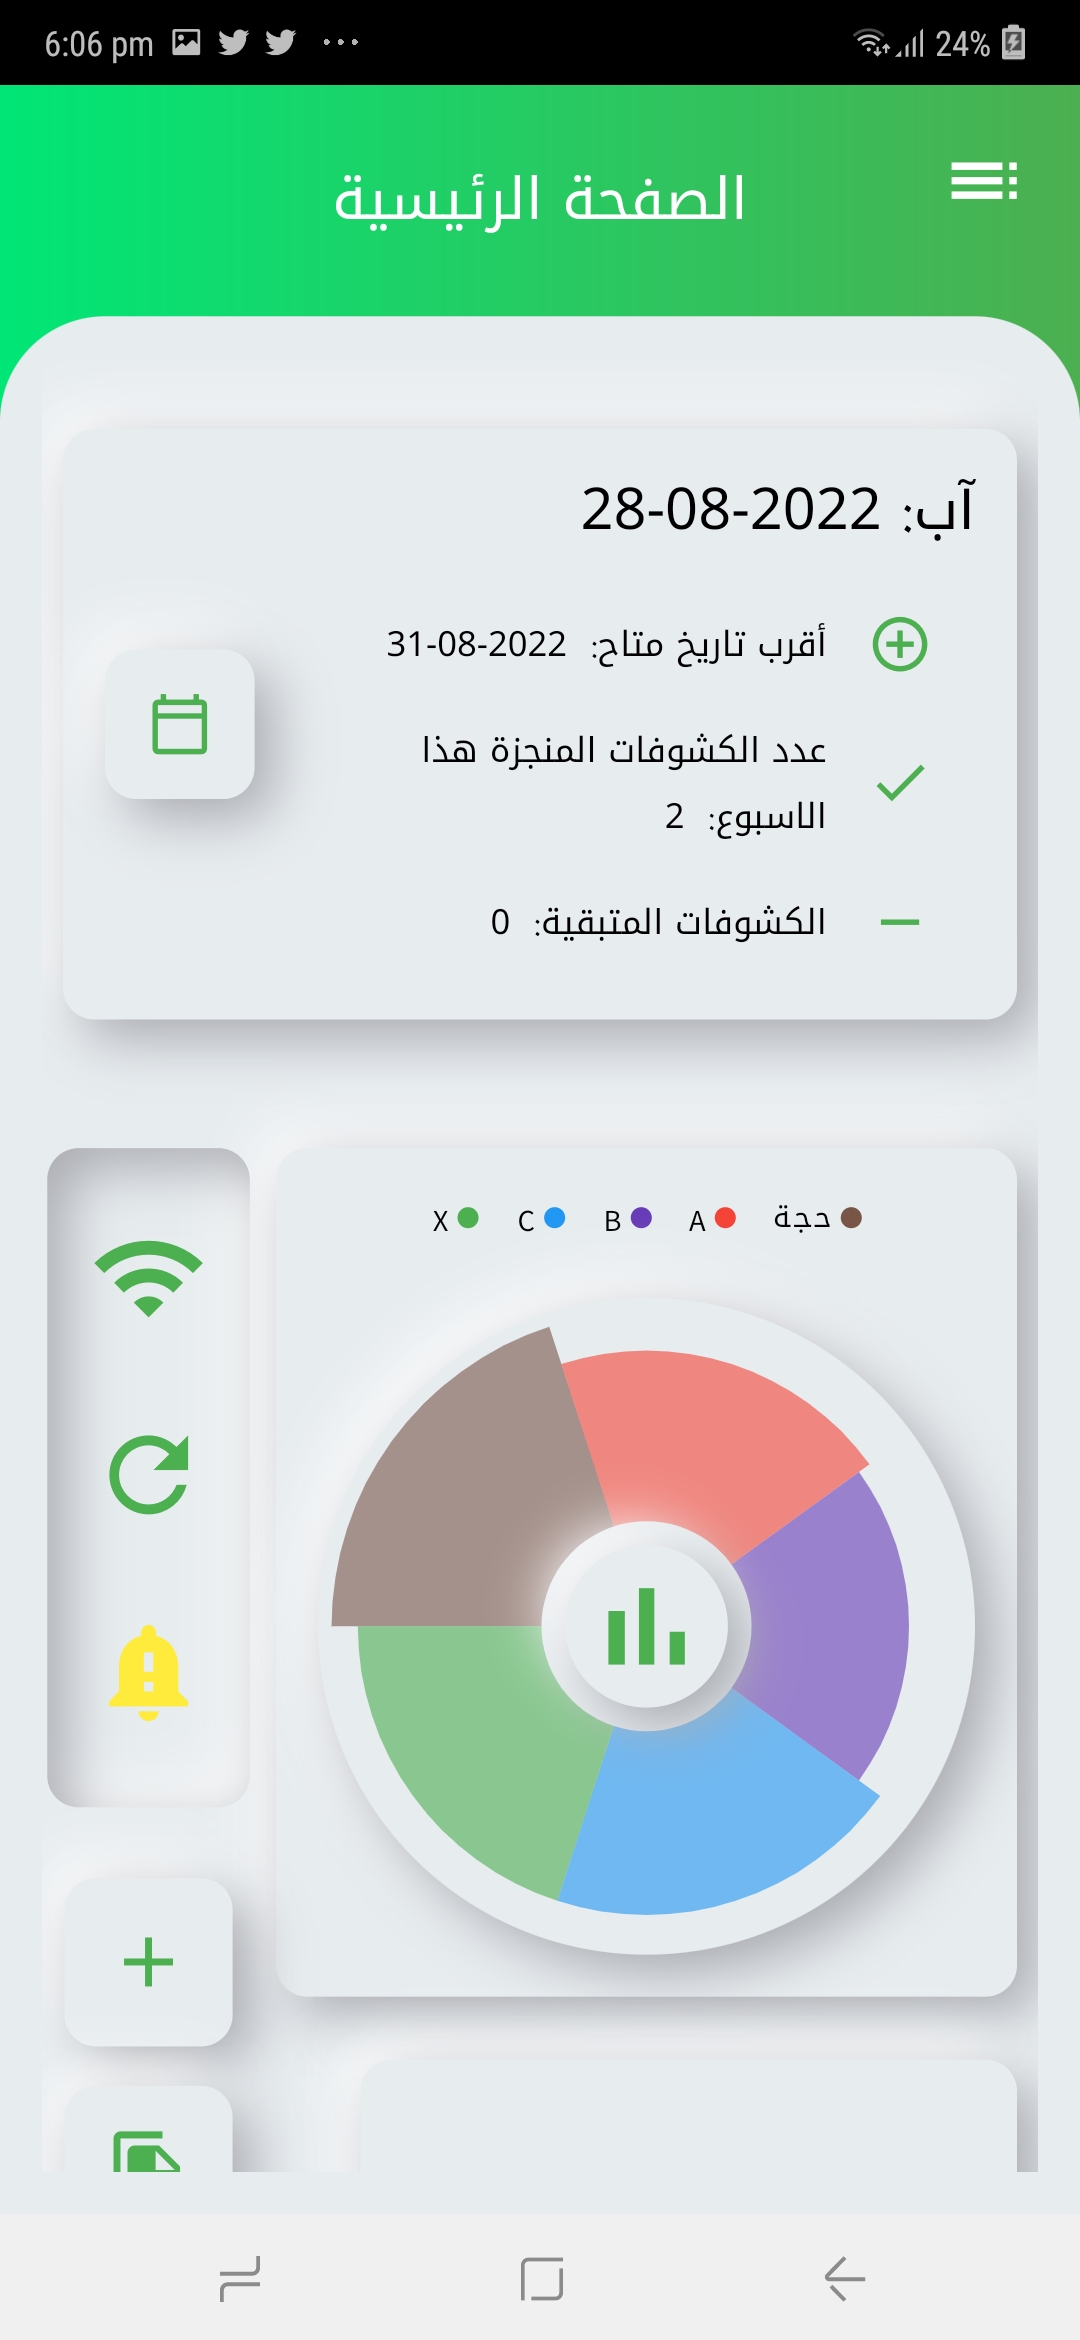 6:06 pm 24%
الصفحة الرئيسية
آب: 28-08-2022
أقرب تاريخ متاح: 31-08-2022
عدد الكشوفات المنجزة هذا
الاسبوع: 2
الكشوفات المتبقية: 0
حجة A B C X